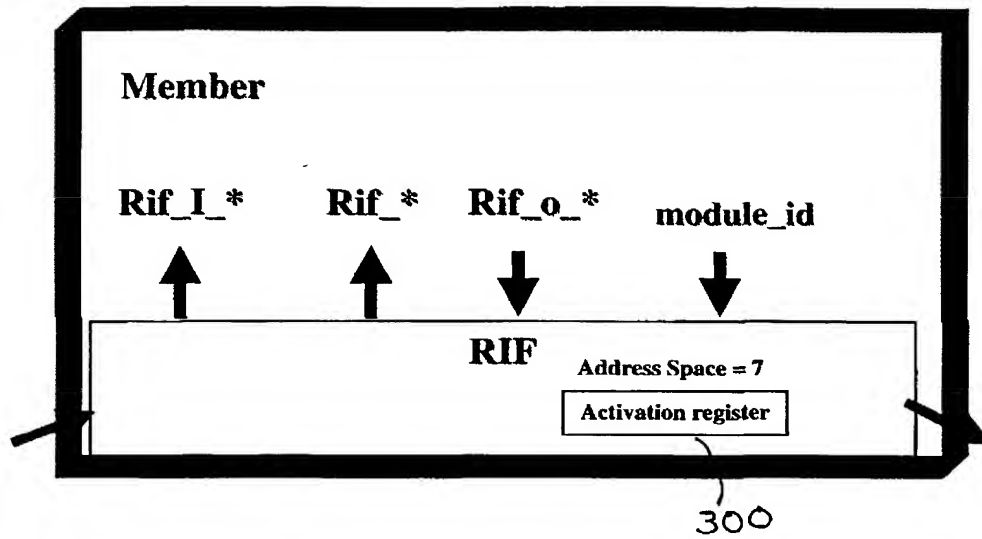 Member
Rif_I_* Rif_* Rif_o_* module_id
RIF
Address Space = 7
Activation register
300